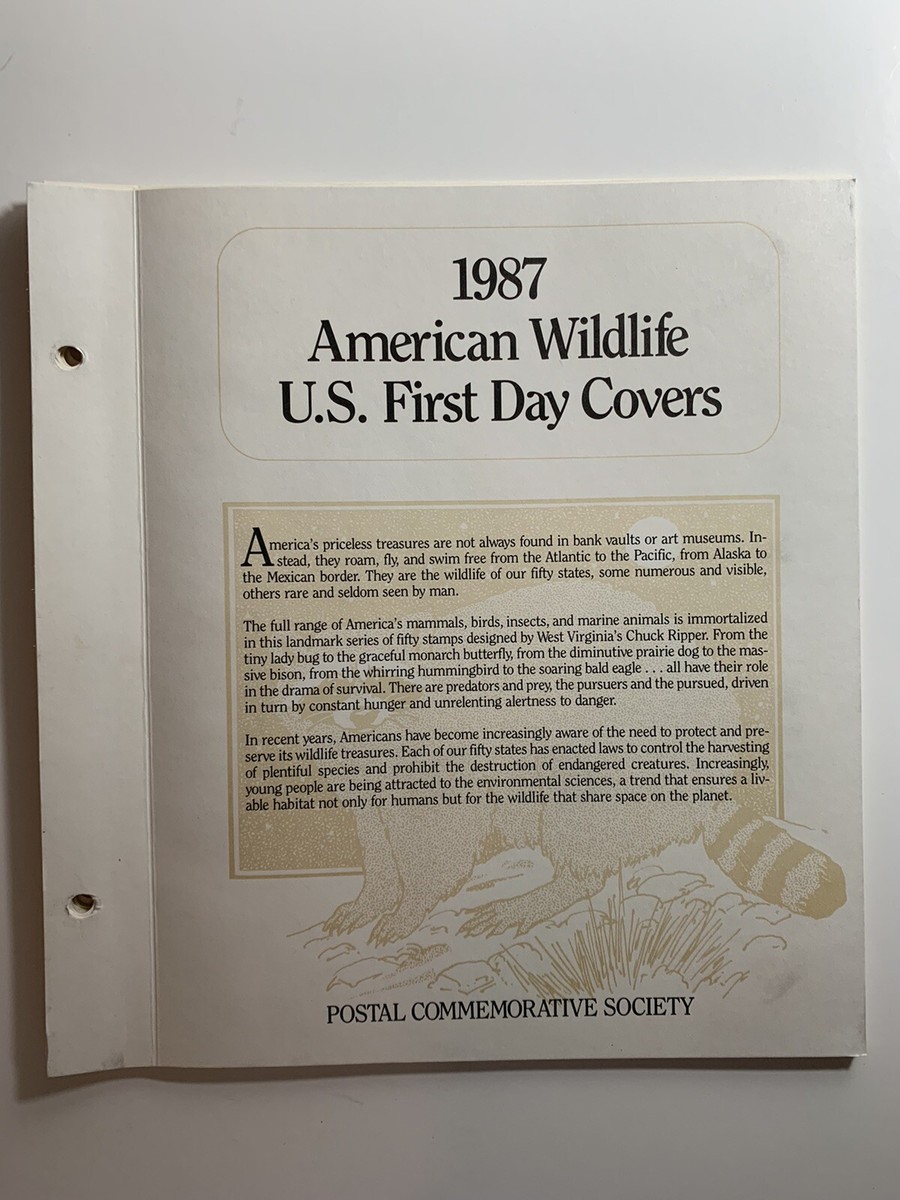 1987
American Wildlife
U.S. First Day Covers
America's priceless treasures are not always found in bank vaults or art museums. In-
stead, they roam, fly, and swim free from the Atlantic to the Pacific, from Alaska to
the Mexican border. They are the wildlife of our fifty states, some numerous and visible,
others rare and seldom seen by man.
The full range of America's mammals, birds, insects, and marine animals is immortalized
in this landmark series of fifty stamps designed by West Virginia's Chuck Ripper. From the
tiny lady bug to the graceful monarch butterfly, from the diminutive prairie dog to the mas-
sive bison, from the whirring hummingbird to the soaring bald eagle . . . all have their role
in the drama of survival. There are predators and prey, the pursuers and the pursued, driven
in turn by constant hunger and unrelenting alertness to danger.
In recent years, Americans have become increasingly aware of the need to protect and pre-
serve its wildlife treasures. Each of our fifty states has enacted laws to control the harvesting
of plentiful species and prohibit the destruction of endangered creatures. Increasingly,
young people are being attracted to the environmental sciences, a trend that ensures a liv-
able habitat not only for humans but for the wildlife that share space on the planet.
POSTAL COMMEMORATIVE SOCIETY